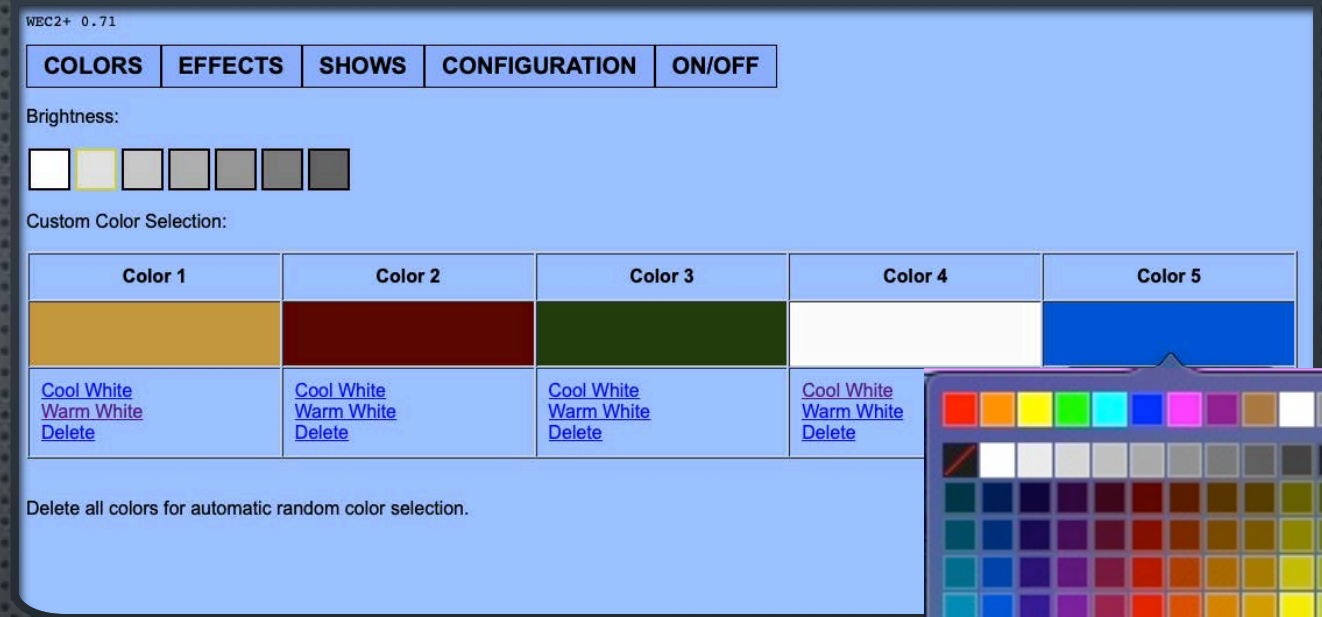 WEC2+ 0.71
COLORS EFFECTS SHOWS CONFIGURATION ON/OFF
Brightness:
Custom Color Selection:
Color 1 Color 2 Color 3 Color 4 Color 5
Cool White Cool White Cool White Cool White
Warm White Warm White Warm White Warm White
Delete Delete Delete Delete
Delete all colors for automatic random color selection.